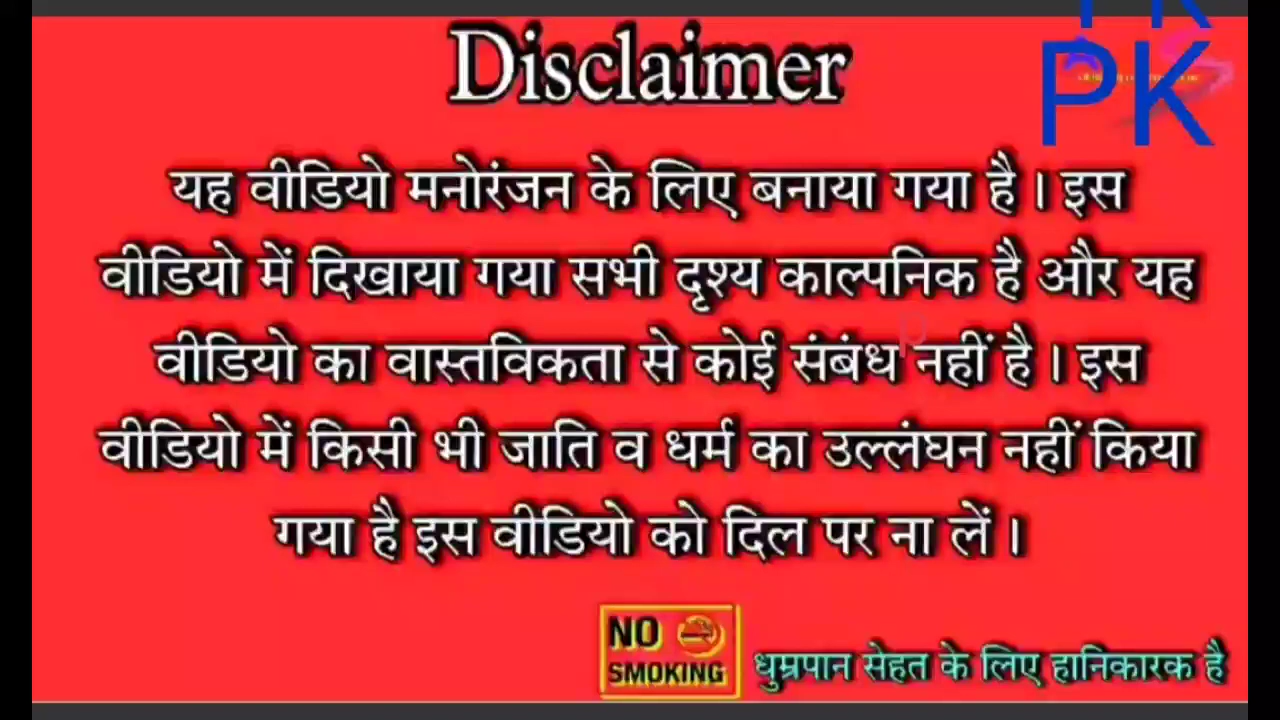 Disclaimer
PK
यह वीडियो मनोरंजन के लिए बनाया गया है। इस
वीडियो में दिखाया गया सभी दृश्य काल्पनिक है और यह
वीडियो का वास्तविकता से कोई संबंध नहीं है। इस
वीडियो में किसी भी जाति व धर्म का उल्लंघन नहीं किया
गया है इस वीडियो को दिल पर ना लें।
NO
SMOKING
धुम्रपान सेहत के लिए हानिकारक है